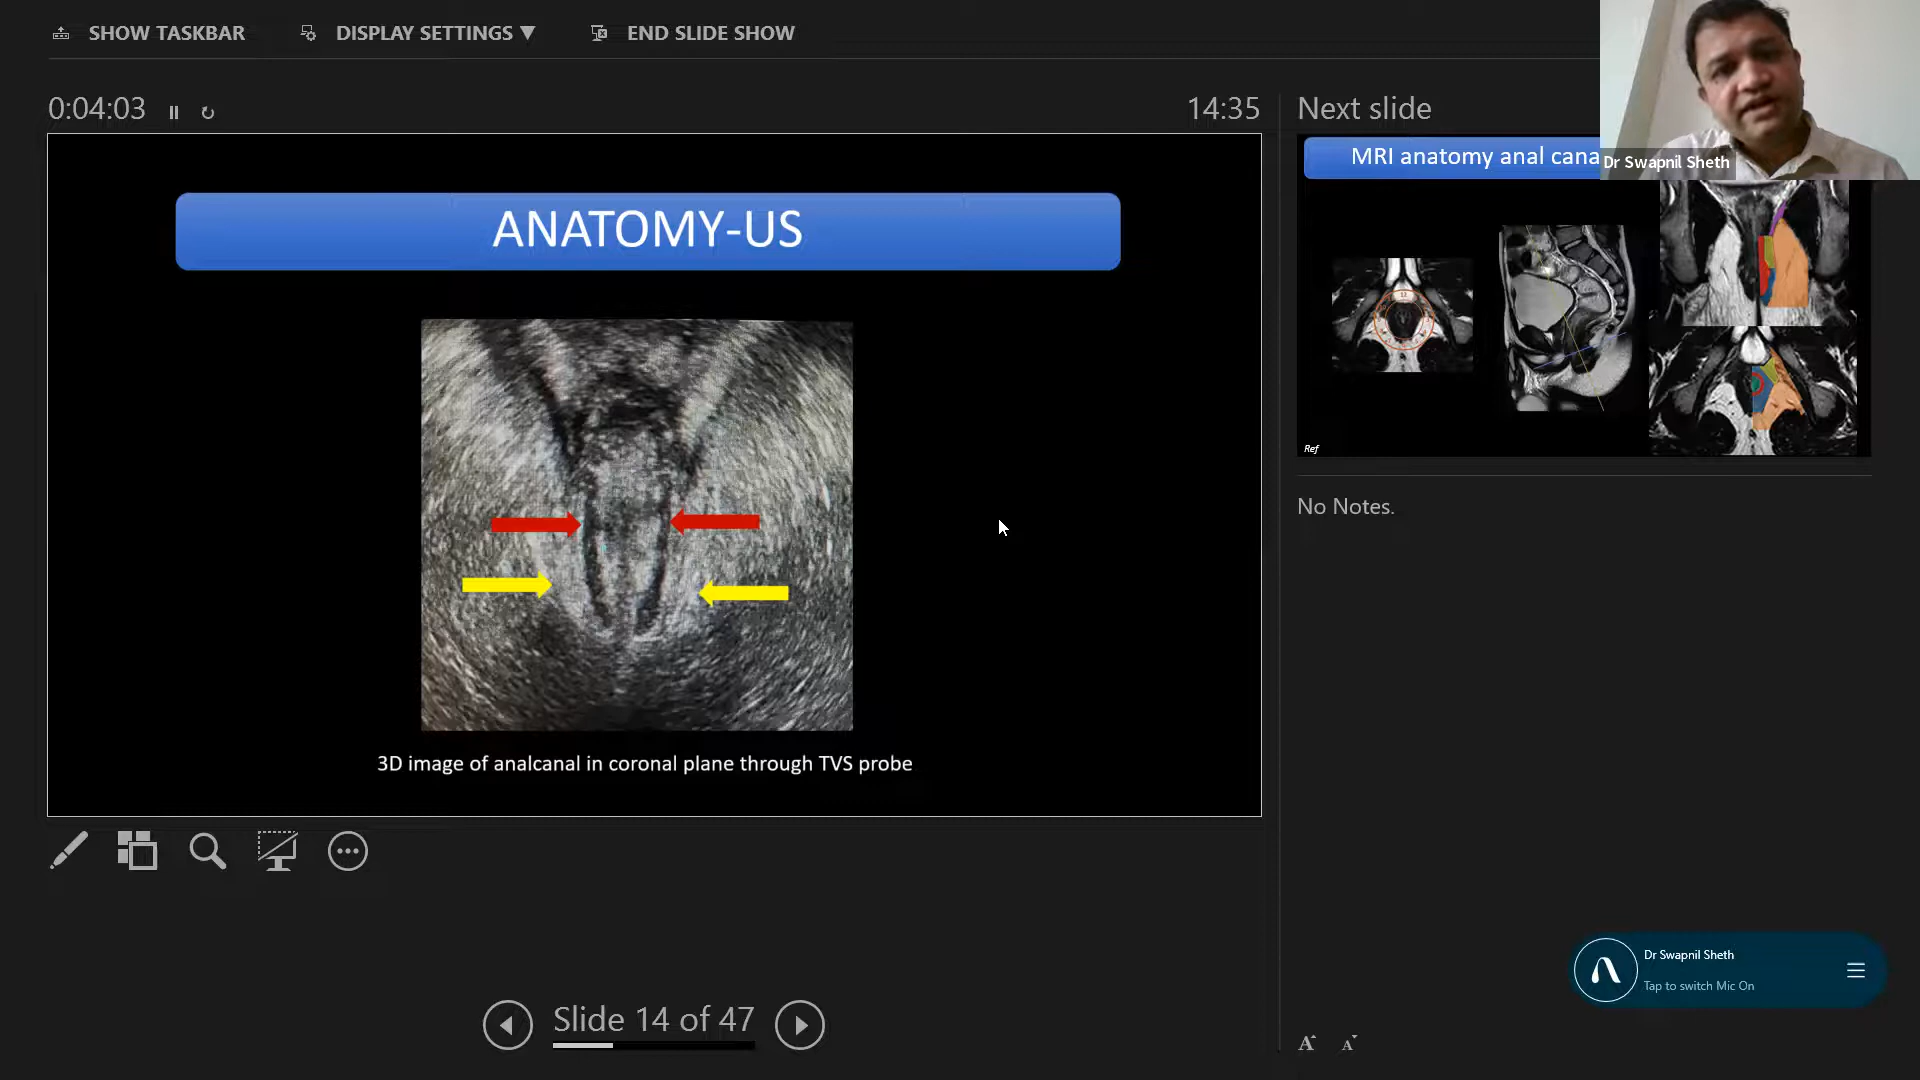 SHOW TASKBAR
DISPLAY SETTINGS ▼
END SLIDE SHOW
0:04:03
14:35
Next slide
ANATOMY-US
3D image of analcanal in coronal plane through TVS probe
MRI anatomy anal cana
Ref
Dr Swapnil Sheth
No Notes.
Dr Swapnil Sheth
Tap to switch Mic On
Slide 14 of 47
A A